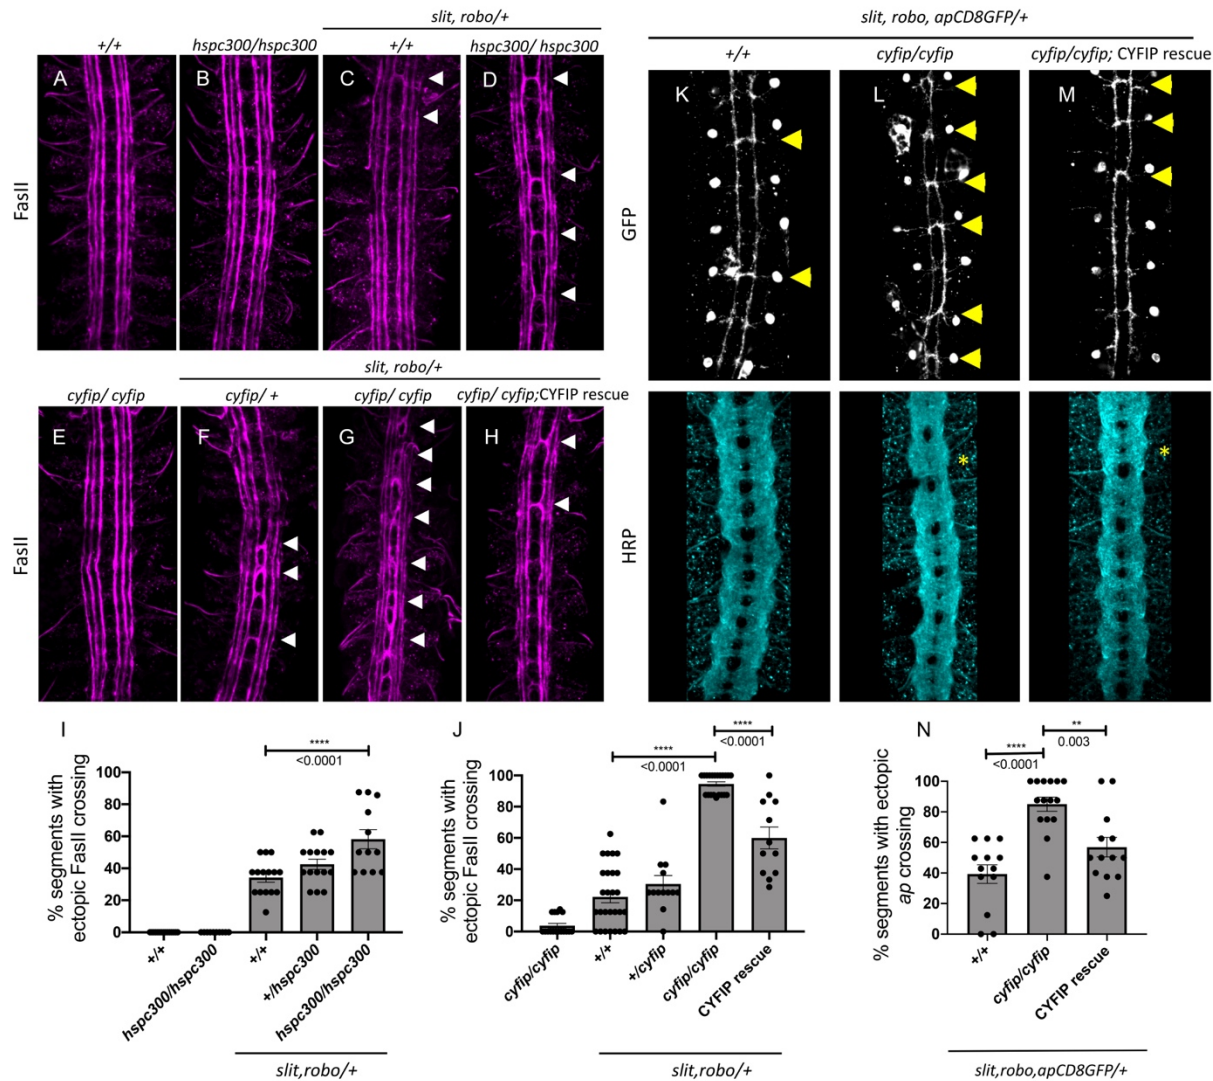 slit, robo/+
+/+
hspc300/hspc300
+/+
hspc300/ hspc300
FasII
A
B
C
D
slit, robo/+
cyfip/ cyfip
cyfip/ +
cyfip/ cyfip
cyfip/ cyfip;CYFIP rescue
FasII
E
F
G
H
slit, robo, apCD8GFP/+
+/+
cyfip/cyfip
cyfip/cyfip; CYFIP rescue
GFP
K
L
M
HRP
*
*
I
% segments with
ectopic FasII crossing
100
80
60
40
20
0
****
<0.0001
+/+
hspc300/hspc300
+/+
+/hspc300
hspc300/hspc300
slit,robo/+
J
% segments with
ectopic FasII crossing
100
80
60
40
20
0
****
<0.0001
****
<0.0001
cyfip/cyfip
+/+
+/cyfip
cyfip/cyfip
CYFIP rescue
slit,robo/+
N
% segments with ectopic
ap crossing
100
80
60
40
20
0
****
<0.0001
**
0.003
+/+
cyfip/cyfip
CYFIP rescue
slit,robo,apCD8GFP/+